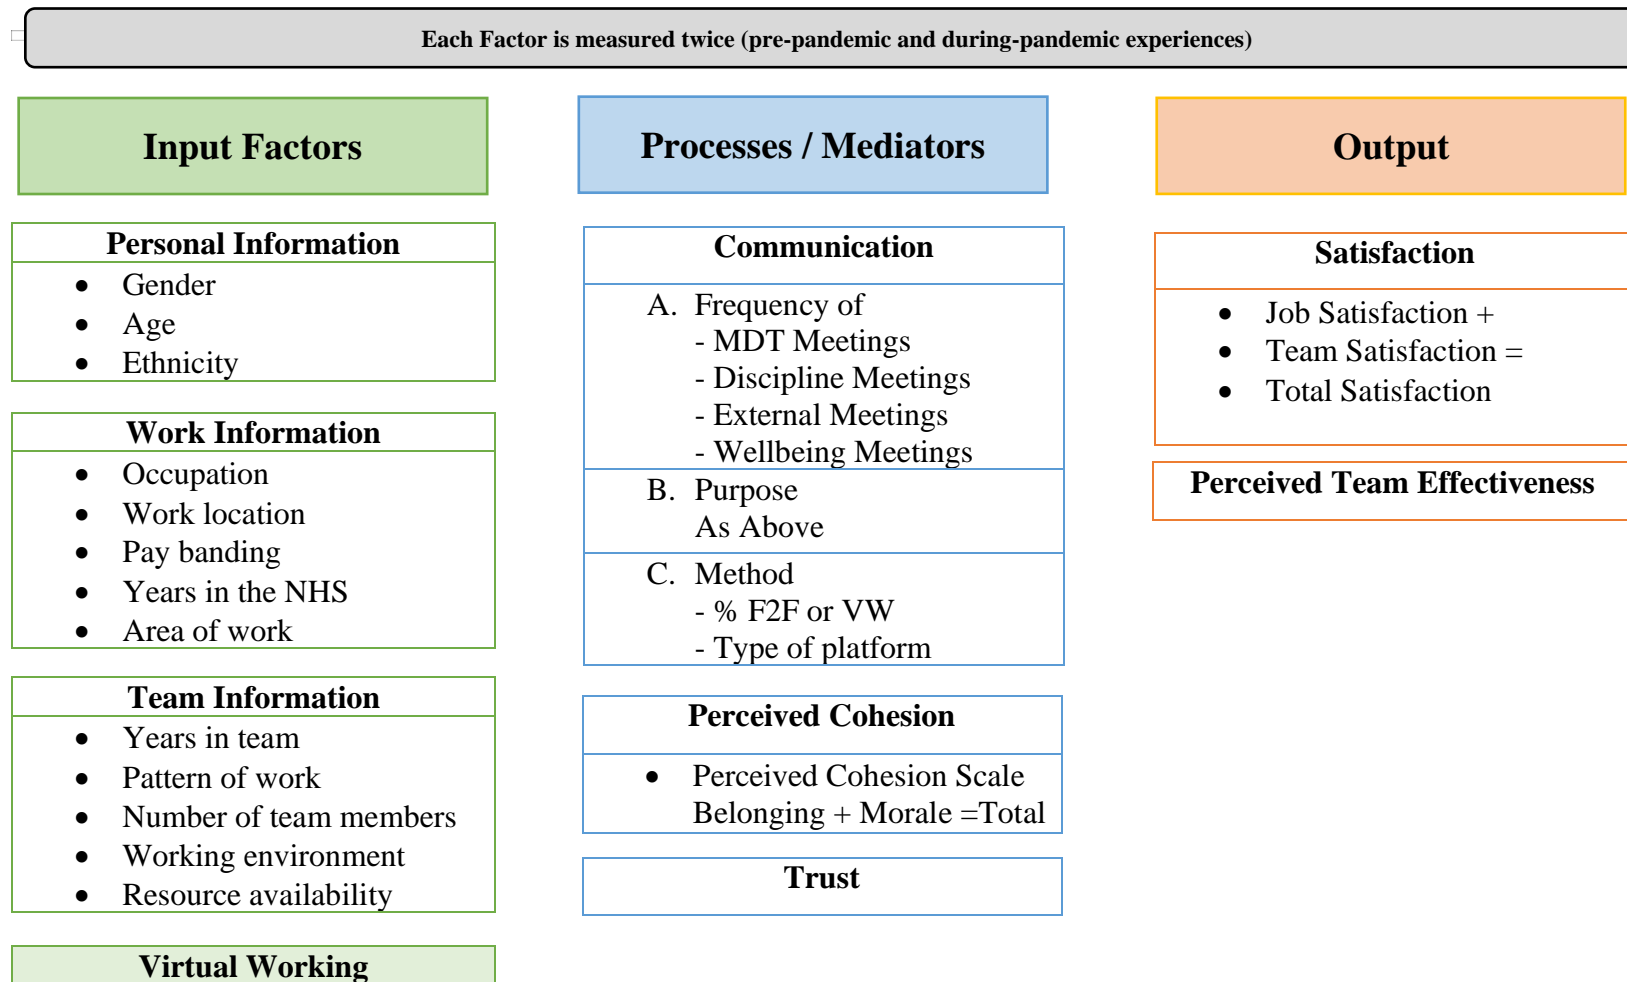 Each Factor is measured twice (pre-pandemic and during-pandemic experiences)
Input Factors
Personal Information
• Gender
• Age
• Ethnicity
Work Information
• Occupation
• Work location
• Pay banding
• Years in the NHS
• Area of work
Team Information
• Years in team
• Pattern of work
• Number of team members
• Working environment
• Resource availability
Virtual Working
Processes / Mediators
Communication
A. Frequency of
- MDT Meetings
- Discipline Meetings
- External Meetings
- Wellbeing Meetings
B. Purpose
As Above
C. Method
- % F2F or VW
- Type of platform
Perceived Cohesion
• Perceived Cohesion Scale
Belonging + Morale =Total
Trust
Output
Satisfaction
• Job Satisfaction +
• Team Satisfaction =
• Total Satisfaction
Perceived Team Effectiveness